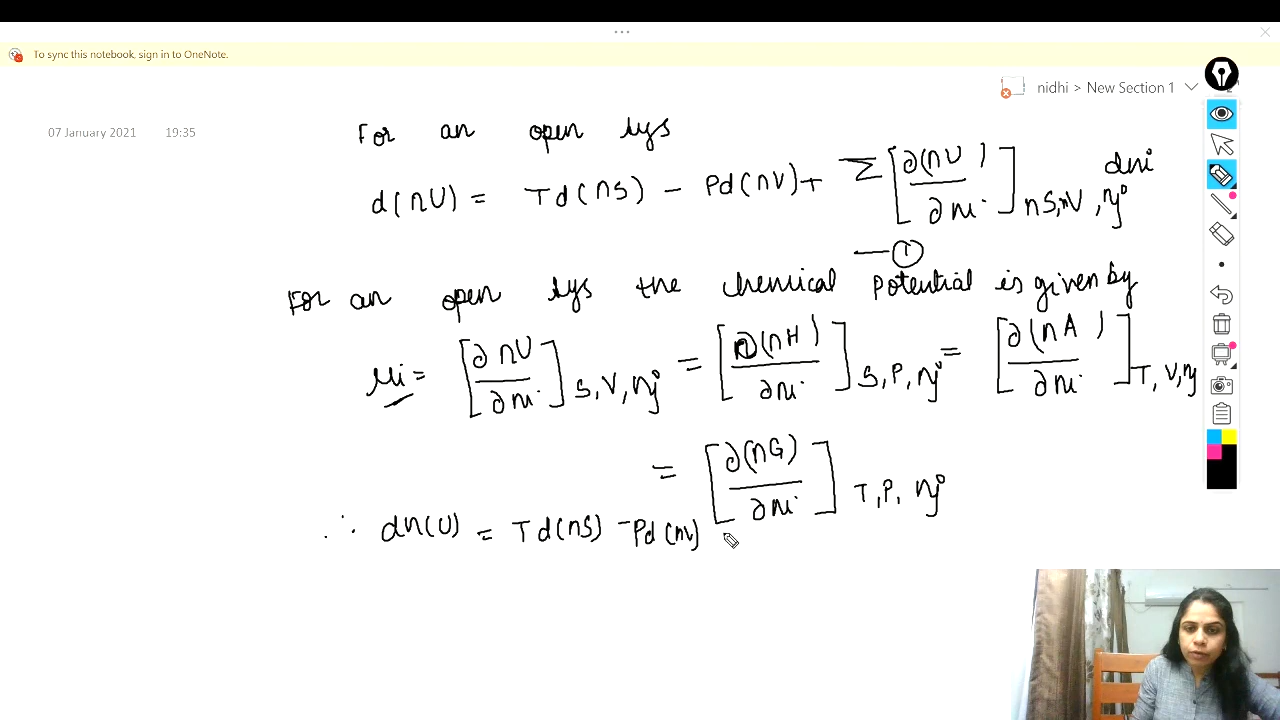 To sync this notebook, sign in to OneNote.
nidhi > New Section 1
07 January 2021 19:35
For an open sys
d(nU) = Td(nS) - Pd(nV) + Σ [∂(nU)/∂ni]nS,nV,nj dni
— ①
For an open sys the chemical potential is given by
μi = [∂nU/∂ni]S,V,nj = [∂(nH)/∂ni]S,P,nj = [∂(nA)/∂ni]T,V,nj
= [∂(nG)/∂ni]T,P,nj
∴ dn(U) = Td(nS) - Pd(nV)